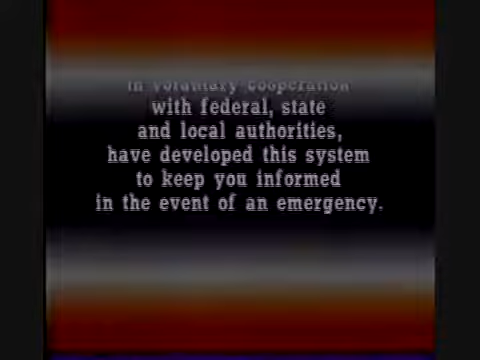 in voluntary cooperation
with federal, state
and local authorities,
have developed this system
to keep you informed
in the event of an emergency.